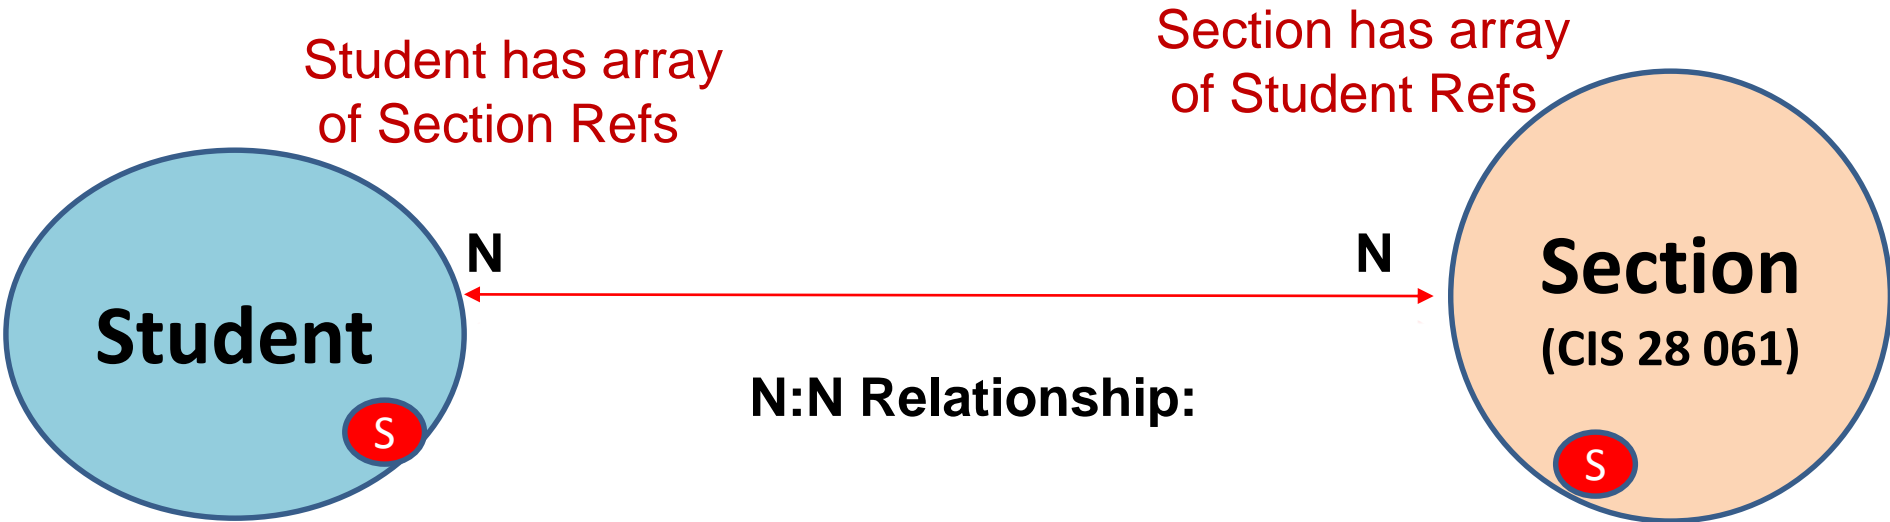 Student has array
of Section Refs
Section has array
of Student Refs
N
N
Student
Section
(CIS 28 061)
N:N Relationship:
S
S